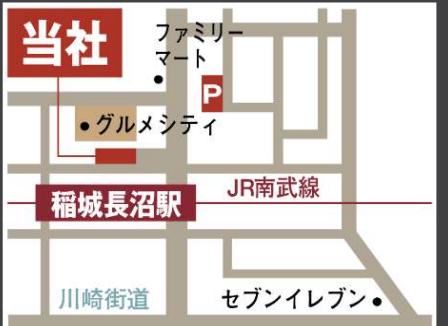 当社
ファミリー
マート
P
グルメシティ
JR南武線
稲城長沼駅
川崎街道
セブンイレブン